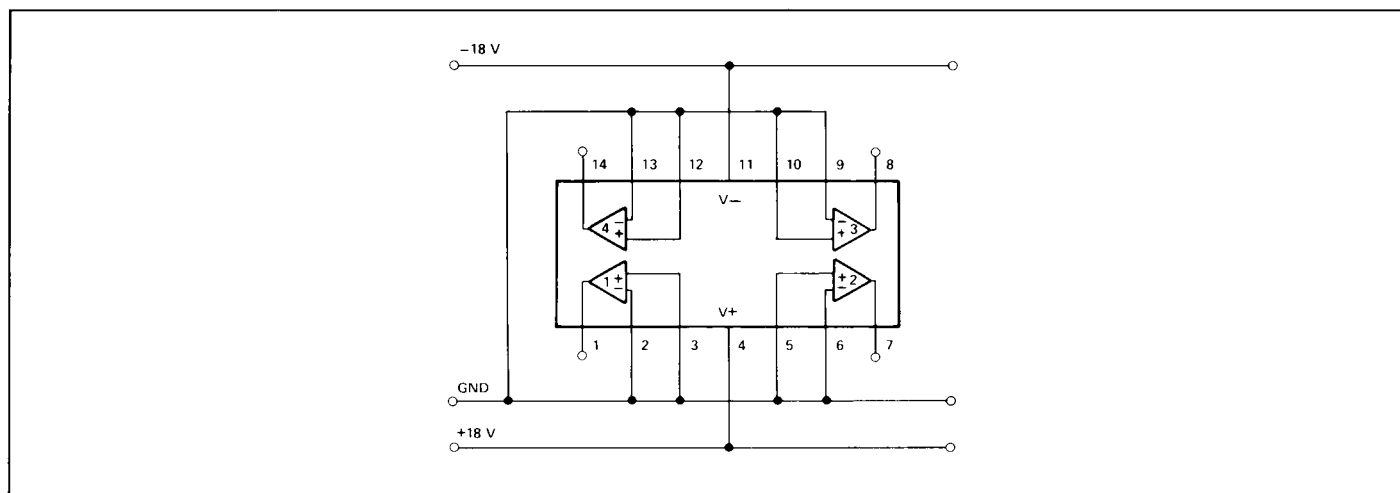 −18 V
14 13 12 11 10 9 8
V−
4 − + − + 3
1 + − + − 2
V+
1 2 3 4 5 6 7
GND
+18 V